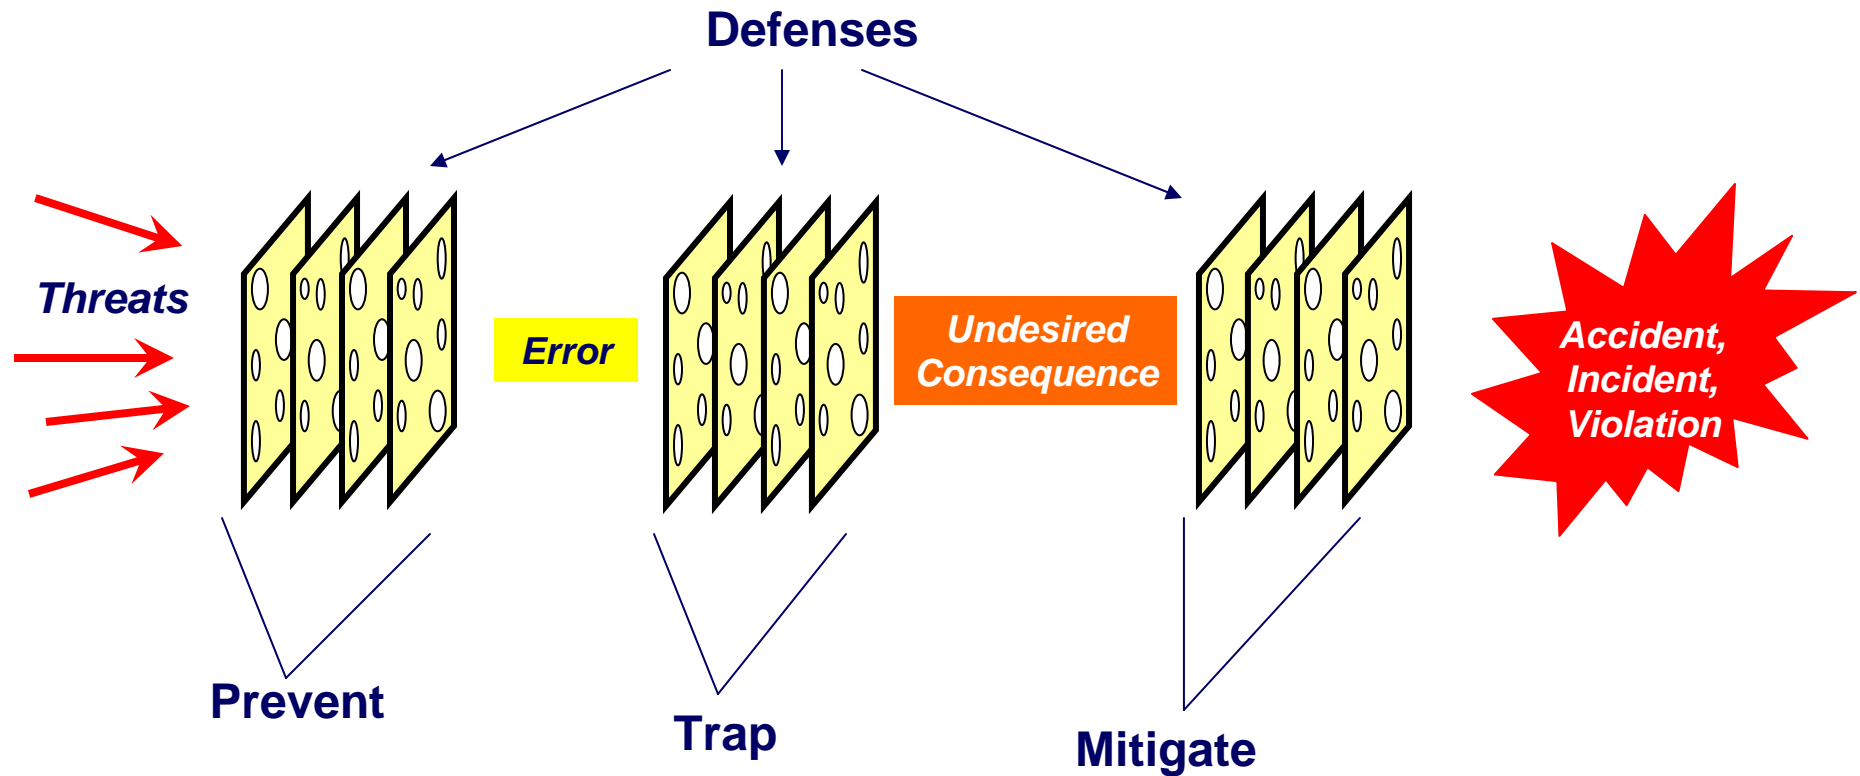 Defenses
Threats
Error
Undesired
Consequence
Accident,
Incident,
Violation
Prevent
Trap
Mitigate